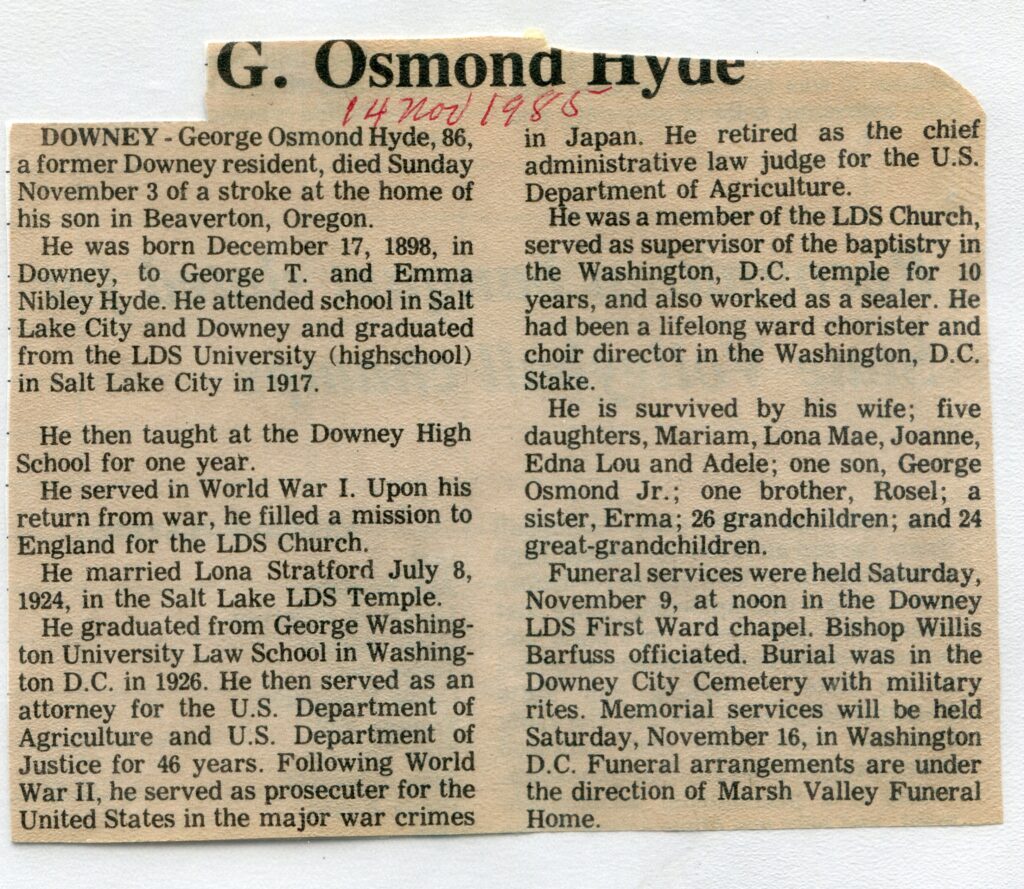 G. Osmond Hyde
14 Nov 1985
DOWNEY - George Osmond Hyde, 86,
a former Downey resident, died Sunday
November 3 of a stroke at the home of
his son in Beaverton, Oregon.
He was born December 17, 1898, in
Downey, to George T. and Emma
Nibley Hyde. He attended school in Salt
Lake City and Downey and graduated
from the LDS University (highschool)
in Salt Lake City in 1917.
He then taught at the Downey High
School for one year.
He served in World War I. Upon his
return from war, he filled a mission to
England for the LDS Church.
He married Lona Stratford July 8,
1924, in the Salt Lake LDS Temple.
He graduated from George Washing-
ton University Law School in Washing-
ton D.C. in 1926. He then served as an
attorney for the U.S. Department of
Agriculture and U.S. Department of
Justice for 46 years. Following World
War II, he served as prosecuter for the
United States in the major war crimes
in Japan. He retired as the chief
administrative law judge for the U.S.
Department of Agriculture.
He was a member of the LDS Church,
served as supervisor of the baptistry in
the Washington, D.C. temple for 10
years, and also worked as a sealer. He
had been a lifelong ward chorister and
choir director in the Washington, D.C.
Stake.
He is survived by his wife; five
daughters, Mariam, Lona Mae, Joanne,
Edna Lou and Adele; one son, George
Osmond Jr.; one brother, Rosel; a
sister, Erma; 26 grandchildren; and 24
great-grandchildren.
Funeral services were held Saturday,
November 9, at noon in the Downey
LDS First Ward chapel. Bishop Willis
Barfuss officiated. Burial was in the
Downey City Cemetery with military
rites. Memorial services will be held
Saturday, November 16, in Washington
D.C. Funeral arrangements are under
the direction of Marsh Valley Funeral
Home.